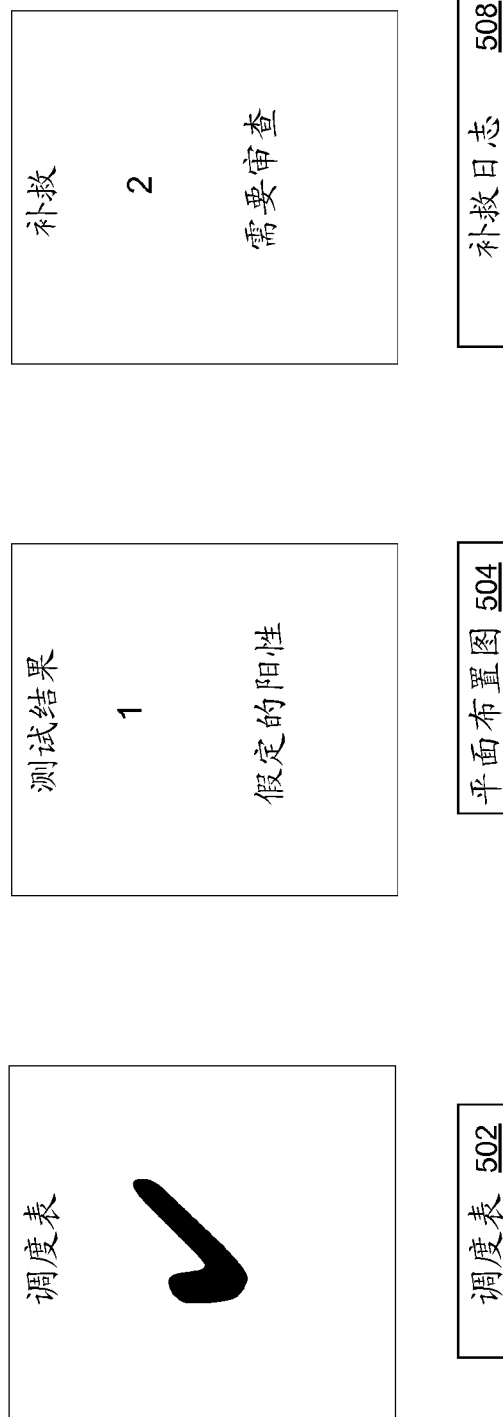 调度表
测试结果
1
假定的阳性
补救
2
需要审查
调度表 502
平面布置图 504
补救日志 508